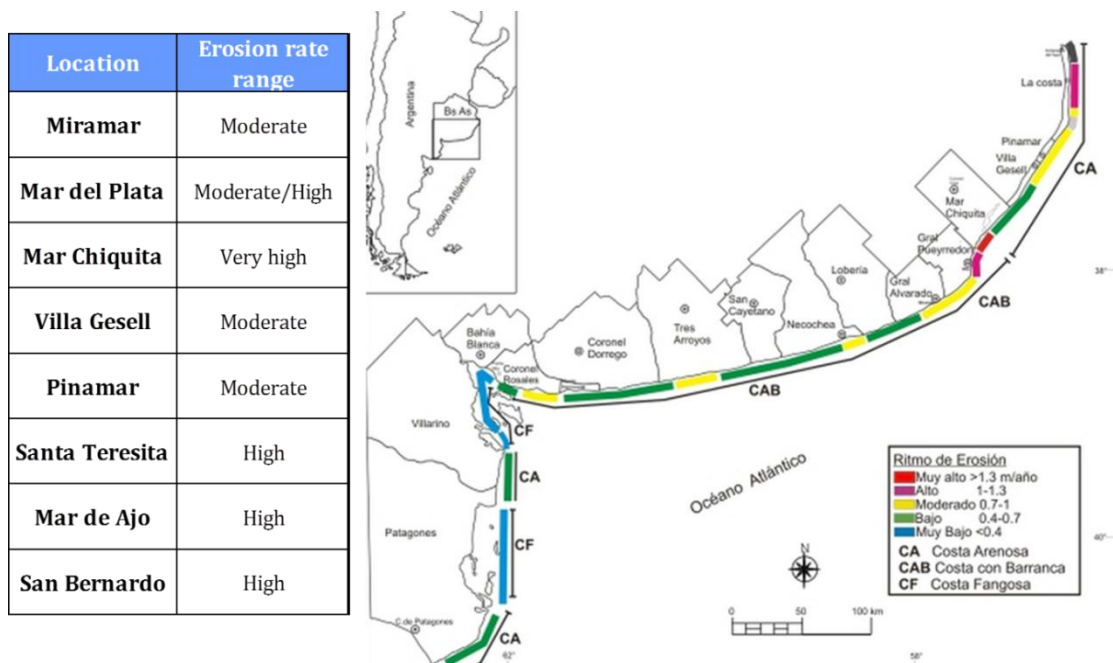 Location Erosion rate
range
Miramar Moderate
Mar del Plata Moderate/High
Mar Chiquita Very high
Villa Gesell Moderate
Pinamar Moderate
Santa Teresita High
Mar de Ajo High
San Bernardo High
Argentina
Bs As
Océano Atlántico
La costa
Pinamar
Villa
Gesell
CA
Mar
Chiquita
Gral
Pueyrredon
38°
Lobería
Gral
Alvarado
CAB
San
Cayetano
Necochea
Tres
Arroyos
Coronel
Dorrego
Bahía
Blanca
Coronel
Rosales
CAB
Villarino
CF
CA
Océano Atlántico
Patagones
CF
C.de Patagones
CA
62°
Ritmo de Erosión
Muy alto >1.3 m/año
Alto 1-1.3
Moderado 0.7-1
Bajo 0.4-0.7
Muy Bajo <0.4
CA Costa Arenosa
CAB Costa con Barranca
CF Costa Fangosa
40°
N
0 50 100 km
58°